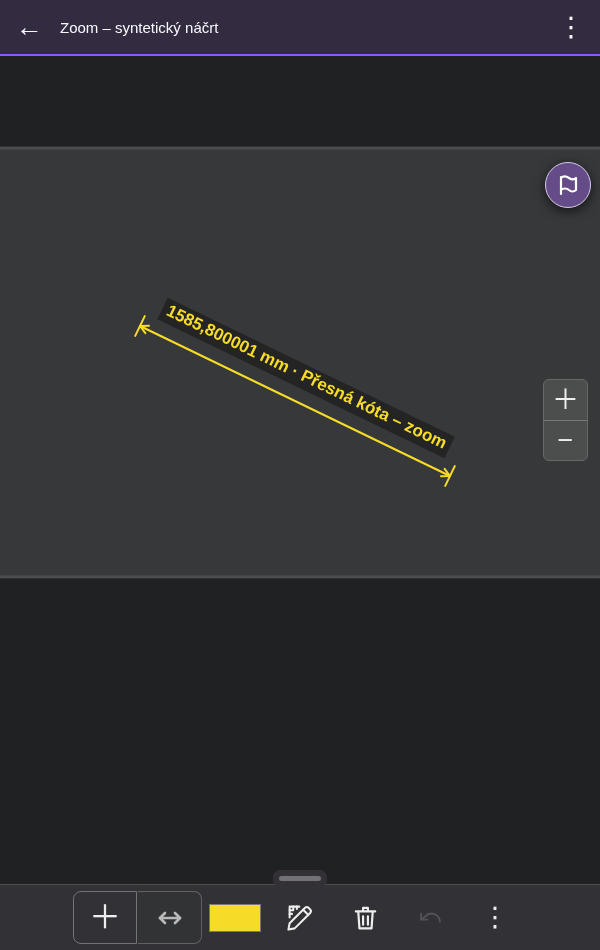 Zoom – syntetický náčrt
1585,800001 mm · Přesná kóta – zoom